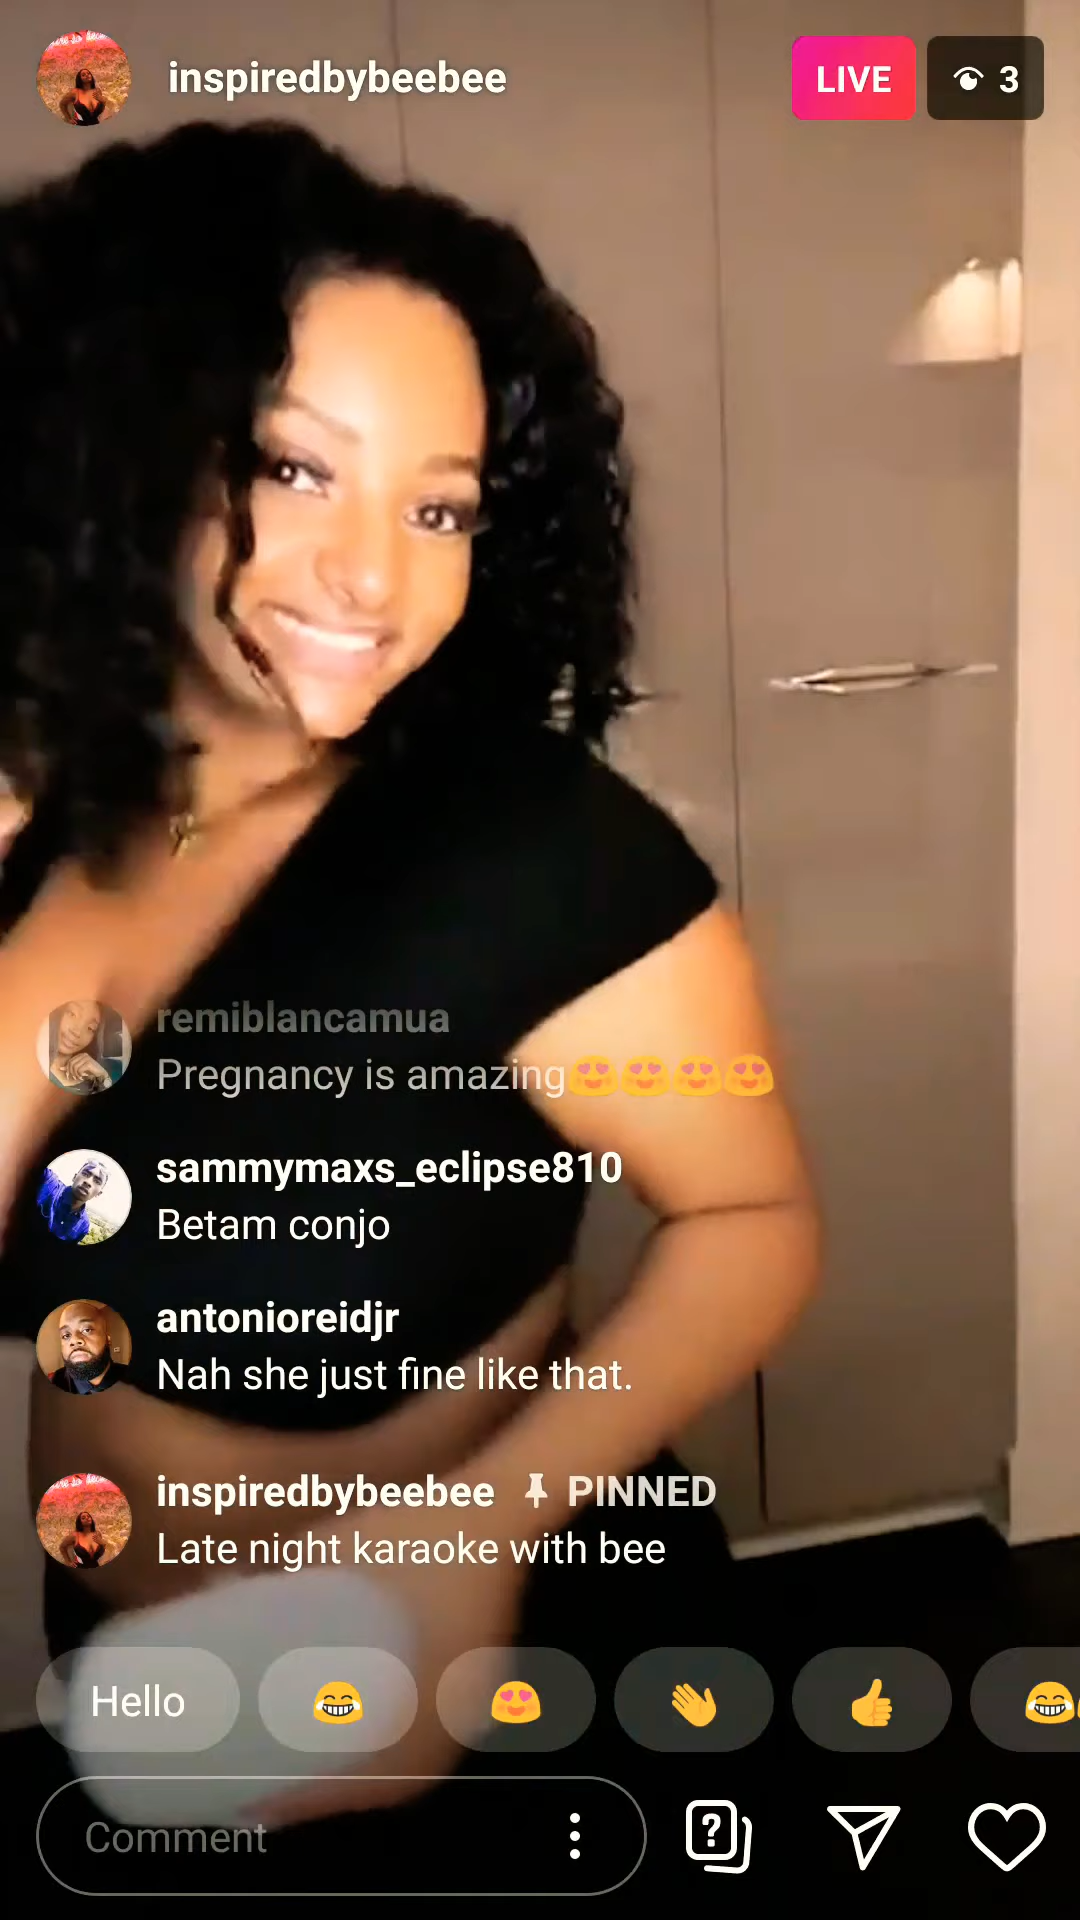 inspiredbybeebee
LIVE
3
remiblancamua
Pregnancy is amazing😍😍😍😍
sammymaxs_eclipse810
Betam conjo
antonioreidjr
Nah she just fine like that.
inspiredbybeebee PINNED
Late night karaoke with bee
Hello 😂 😍 👋 👍 😂
Comment